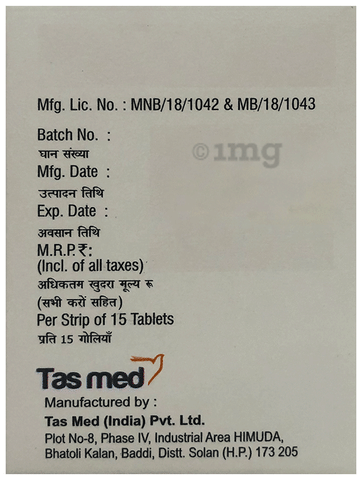 Mfg. Lic. No. : MNB/18/1042 & MB/18/1043
Batch No. :
घान संख्या
©1mg
Mfg. Date :
उत्पादन तिथि
Exp. Date :
अवसान तिथि
M.R.P.₹:
(Incl. of all taxes)
अधिकतम खुदरा मूल्य रू
(सभी करों सहित)
Per Strip of 15 Tablets
प्रति 15 गोलियाँ
Tas med
Manufactured by :
Tas Med (India) Pvt. Ltd.
Plot No-8, Phase IV, Industrial Area HIMUDA,
Bhatoli Kalan, Baddi, Distt. Solan (H.P.) 173 205